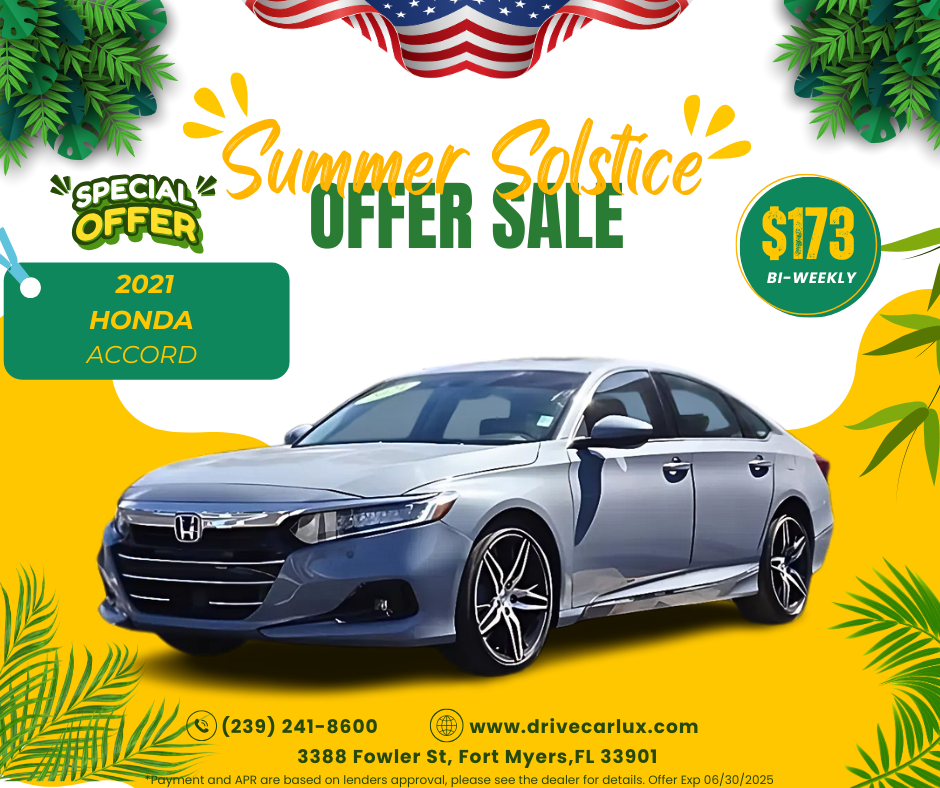 Summer Solstice
OFFER SALE
SPECIAL
OFFER
$173
BI-WEEKLY
2021
HONDA
ACCORD
(239) 241-8600
www.drivecarlux.com
3388 Fowler St, Fort Myers,FL 33901
*Payment and APR are based on lenders approval, please see the dealer for details. Offer Exp 06/30/2025